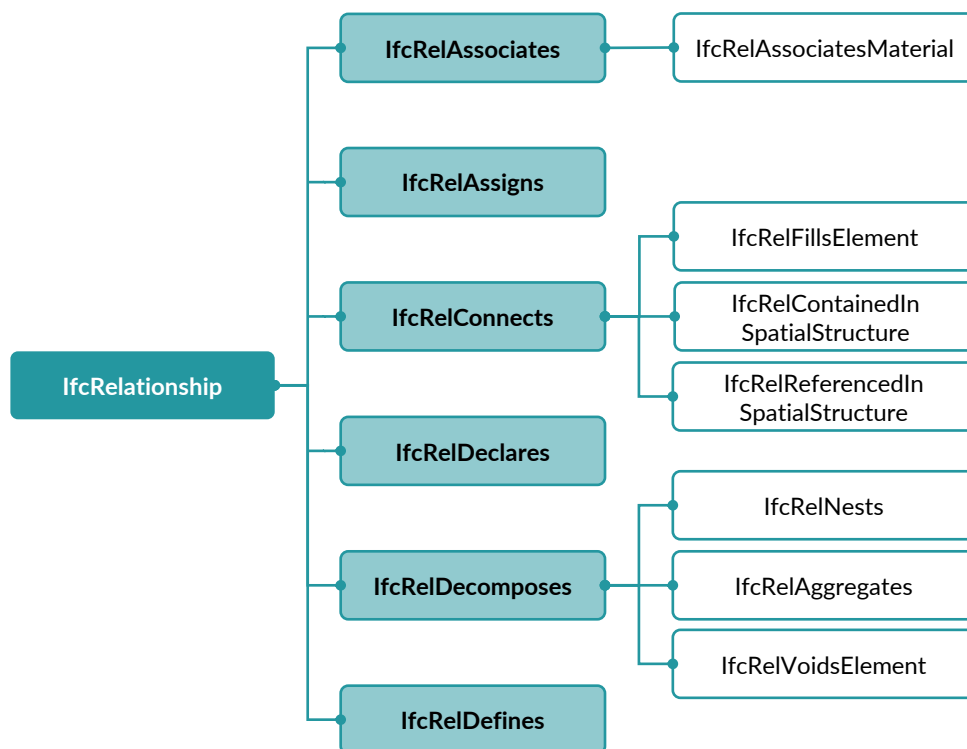 IfcRelationship
IfcRelAssociates
IfcRelAssociatesMaterial
IfcRelAssigns
IfcRelConnects
IfcRelFillsElement
IfcRelContainedIn
SpatialStructure
IfcRelReferencedIn
SpatialStructure
IfcRelDeclares
IfcRelDecomposes
IfcRelNests
IfcRelAggregates
IfcRelVoidsElement
IfcRelDefines